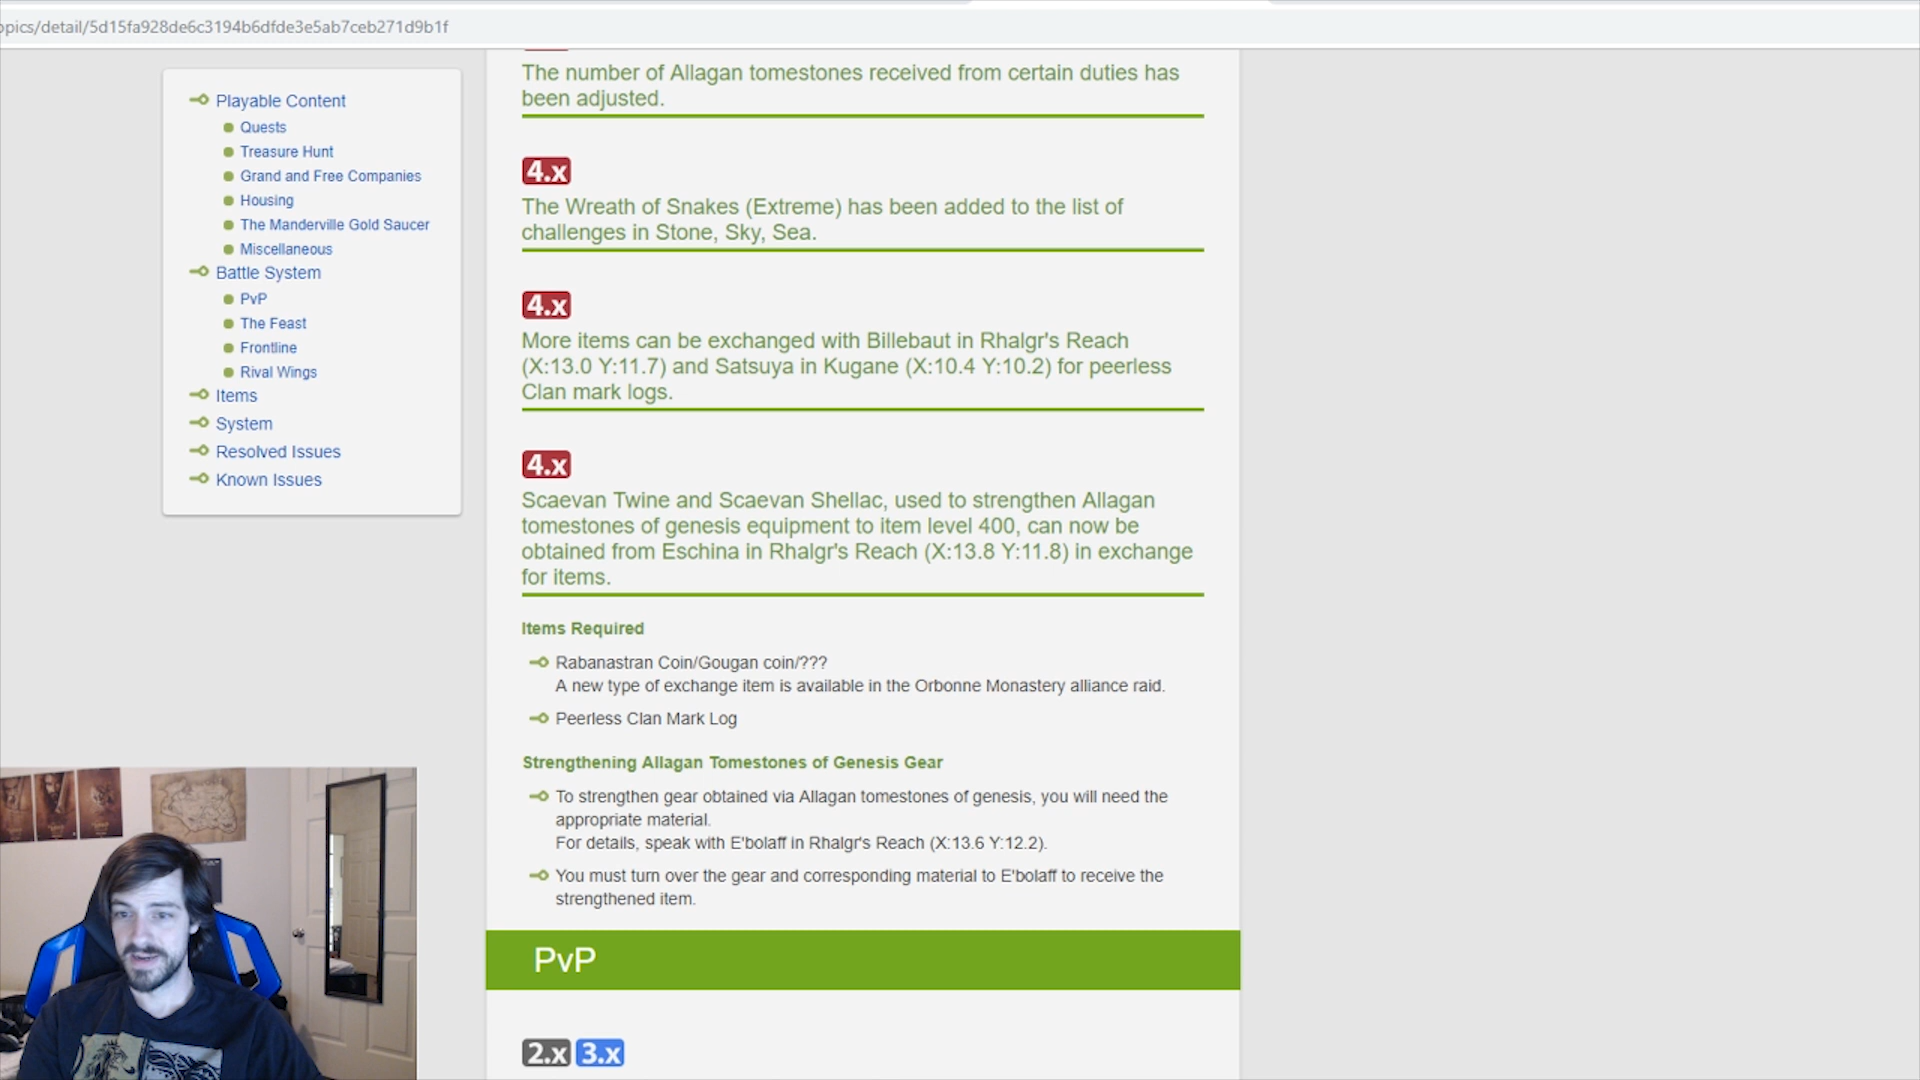 opics/detail/5d15fa928de6c3194b6dfde3e5ab7ceb271d9b1f
Playable Content
Quests
Treasure Hunt
Grand and Free Companies
Housing
The Manderville Gold Saucer
Miscellaneous
Battle System
PvP
The Feast
Frontline
Rival Wings
Items
System
Resolved Issues
Known Issues
The number of Allagan tomestones received from certain duties has
been adjusted.
4.x
The Wreath of Snakes (Extreme) has been added to the list of
challenges in Stone, Sky, Sea.
4.x
More items can be exchanged with Billebaut in Rhalgr's Reach
(X:13.0 Y:11.7) and Satsuya in Kugane (X:10.4 Y:10.2) for peerless
Clan mark logs.
4.x
Scaevan Twine and Scaevan Shellac, used to strengthen Allagan
tomestones of genesis equipment to item level 400, can now be
obtained from Eschina in Rhalgr's Reach (X:13.8 Y:11.8) in exchange
for items.
Items Required
Rabanastran Coin/Gougan coin/???
A new type of exchange item is available in the Orbonne Monastery alliance raid.
Peerless Clan Mark Log
Strengthening Allagan Tomestones of Genesis Gear
To strengthen gear obtained via Allagan tomestones of genesis, you will need the
appropriate material.
For details, speak with E'bolaff in Rhalgr's Reach (X:13.6 Y:12.2).
You must turn over the gear and corresponding material to E'bolaff to receive the
strengthened item.
PvP
2.x 3.x